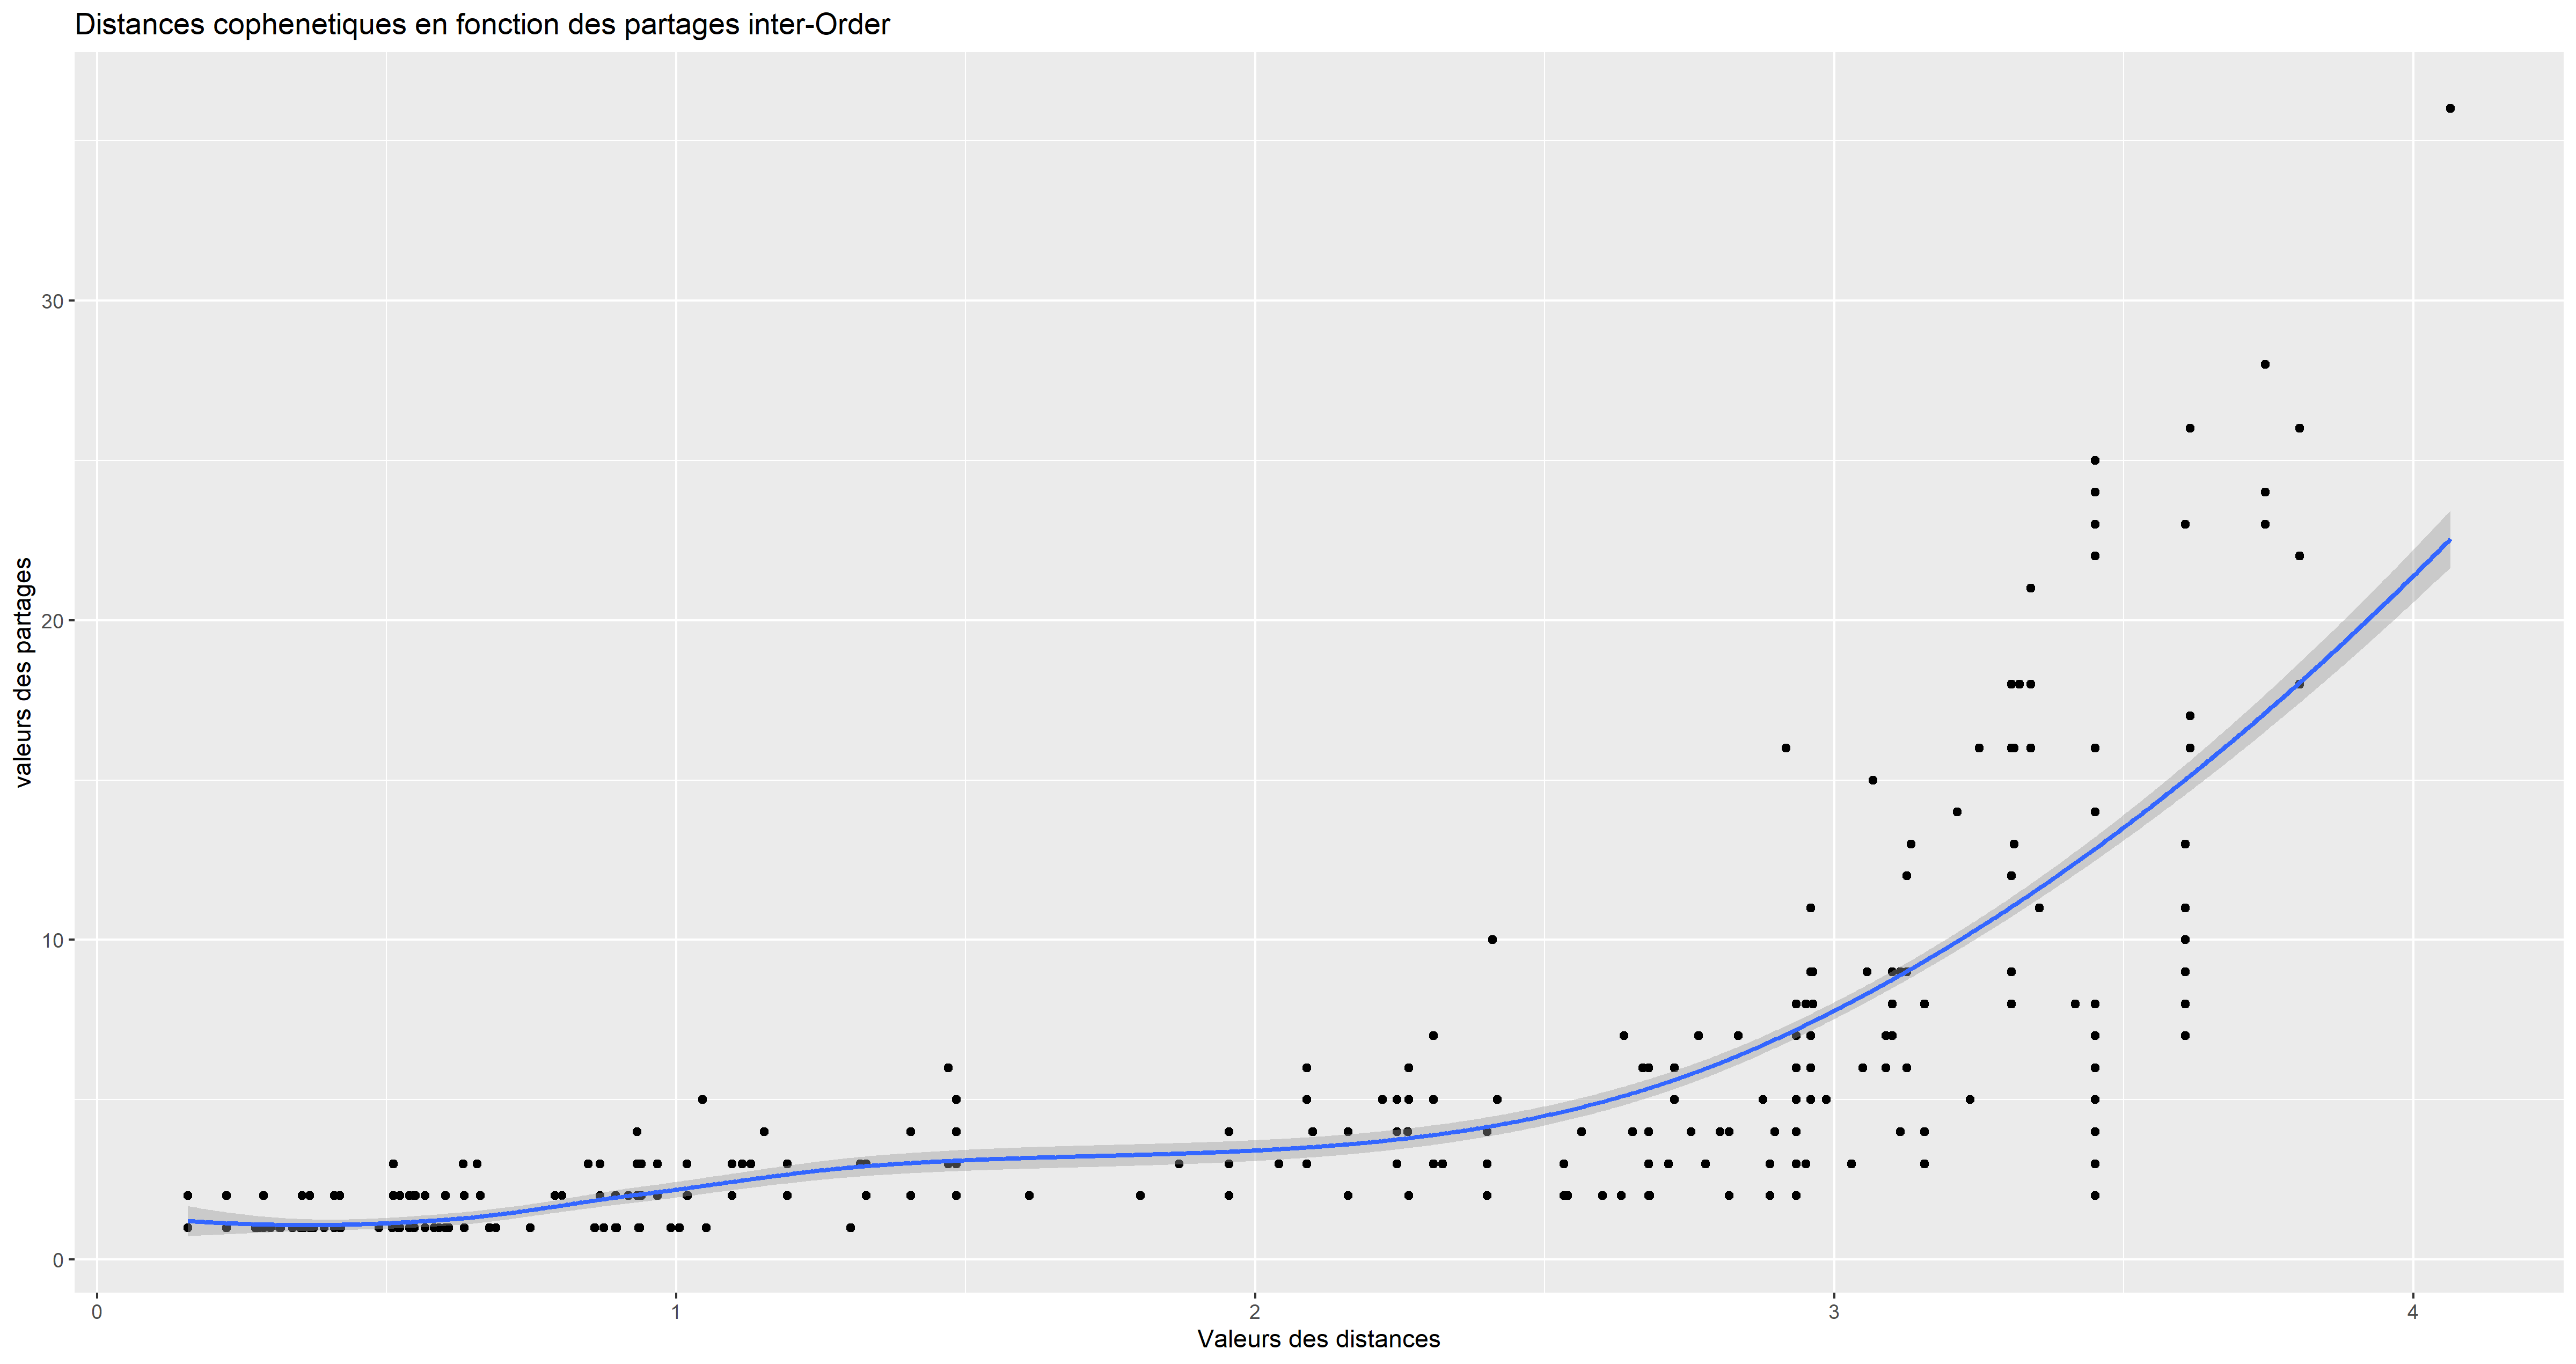 Distances cophenetiques en fonction des partages inter-Order
valeurs des partages
30
20
10
0
0 1 2 3 4
Valeurs des distances